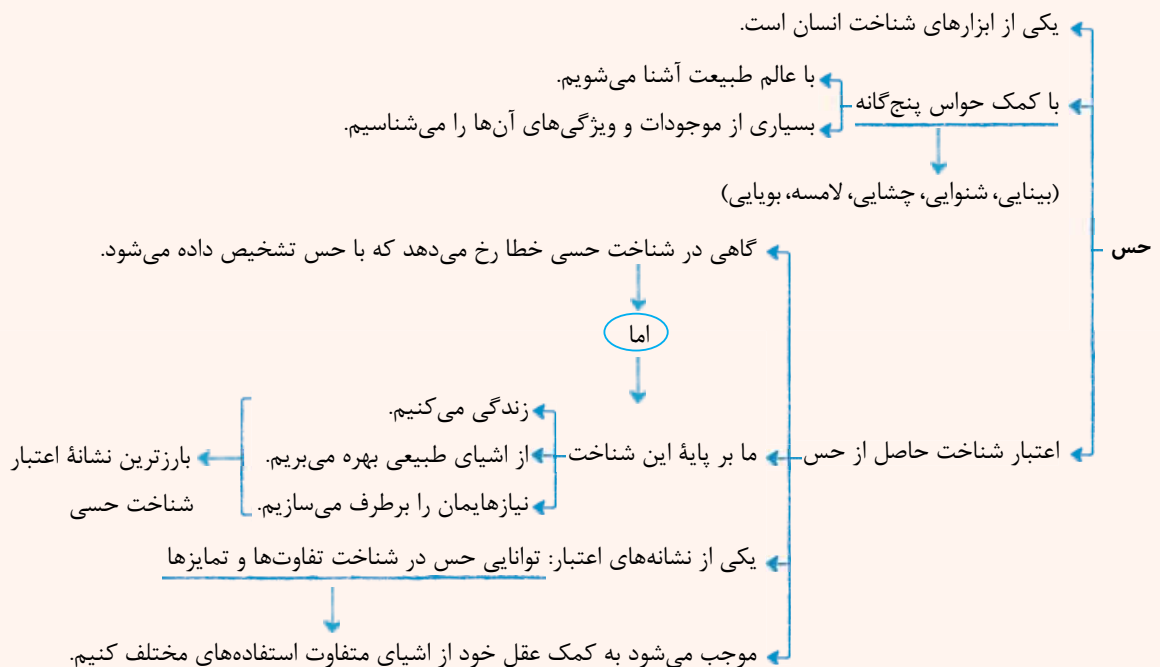 یکی از ابزارهای شناخت انسان است.
با عالم طبیعت آشنا می‌شویم.
با کمک حواس پنج‌گانه
بسیاری از موجودات و ویژگی‌های آن‌ها را می‌شناسیم.
(بینایی، شنوایی، چشایی، لامسه، بویایی)
حس
گاهی در شناخت حسی خطا رخ می‌دهد که با حس تشخیص داده می‌شود.
اما
زندگی می‌کنیم.
اعتبار شناخت حاصل از حس
ما بر پایهٔ این شناخت
از اشیای طبیعی بهره می‌بریم.
بارزترین نشانهٔ اعتبار
نیازهایمان را برطرف می‌سازیم.
شناخت حسی
یکی از نشانه‌های اعتبار: توانایی حس در شناخت تفاوت‌ها و تمایزها
موجب می‌شود به کمک عقل خود از اشیای متفاوت استفاده‌های مختلف کنیم.